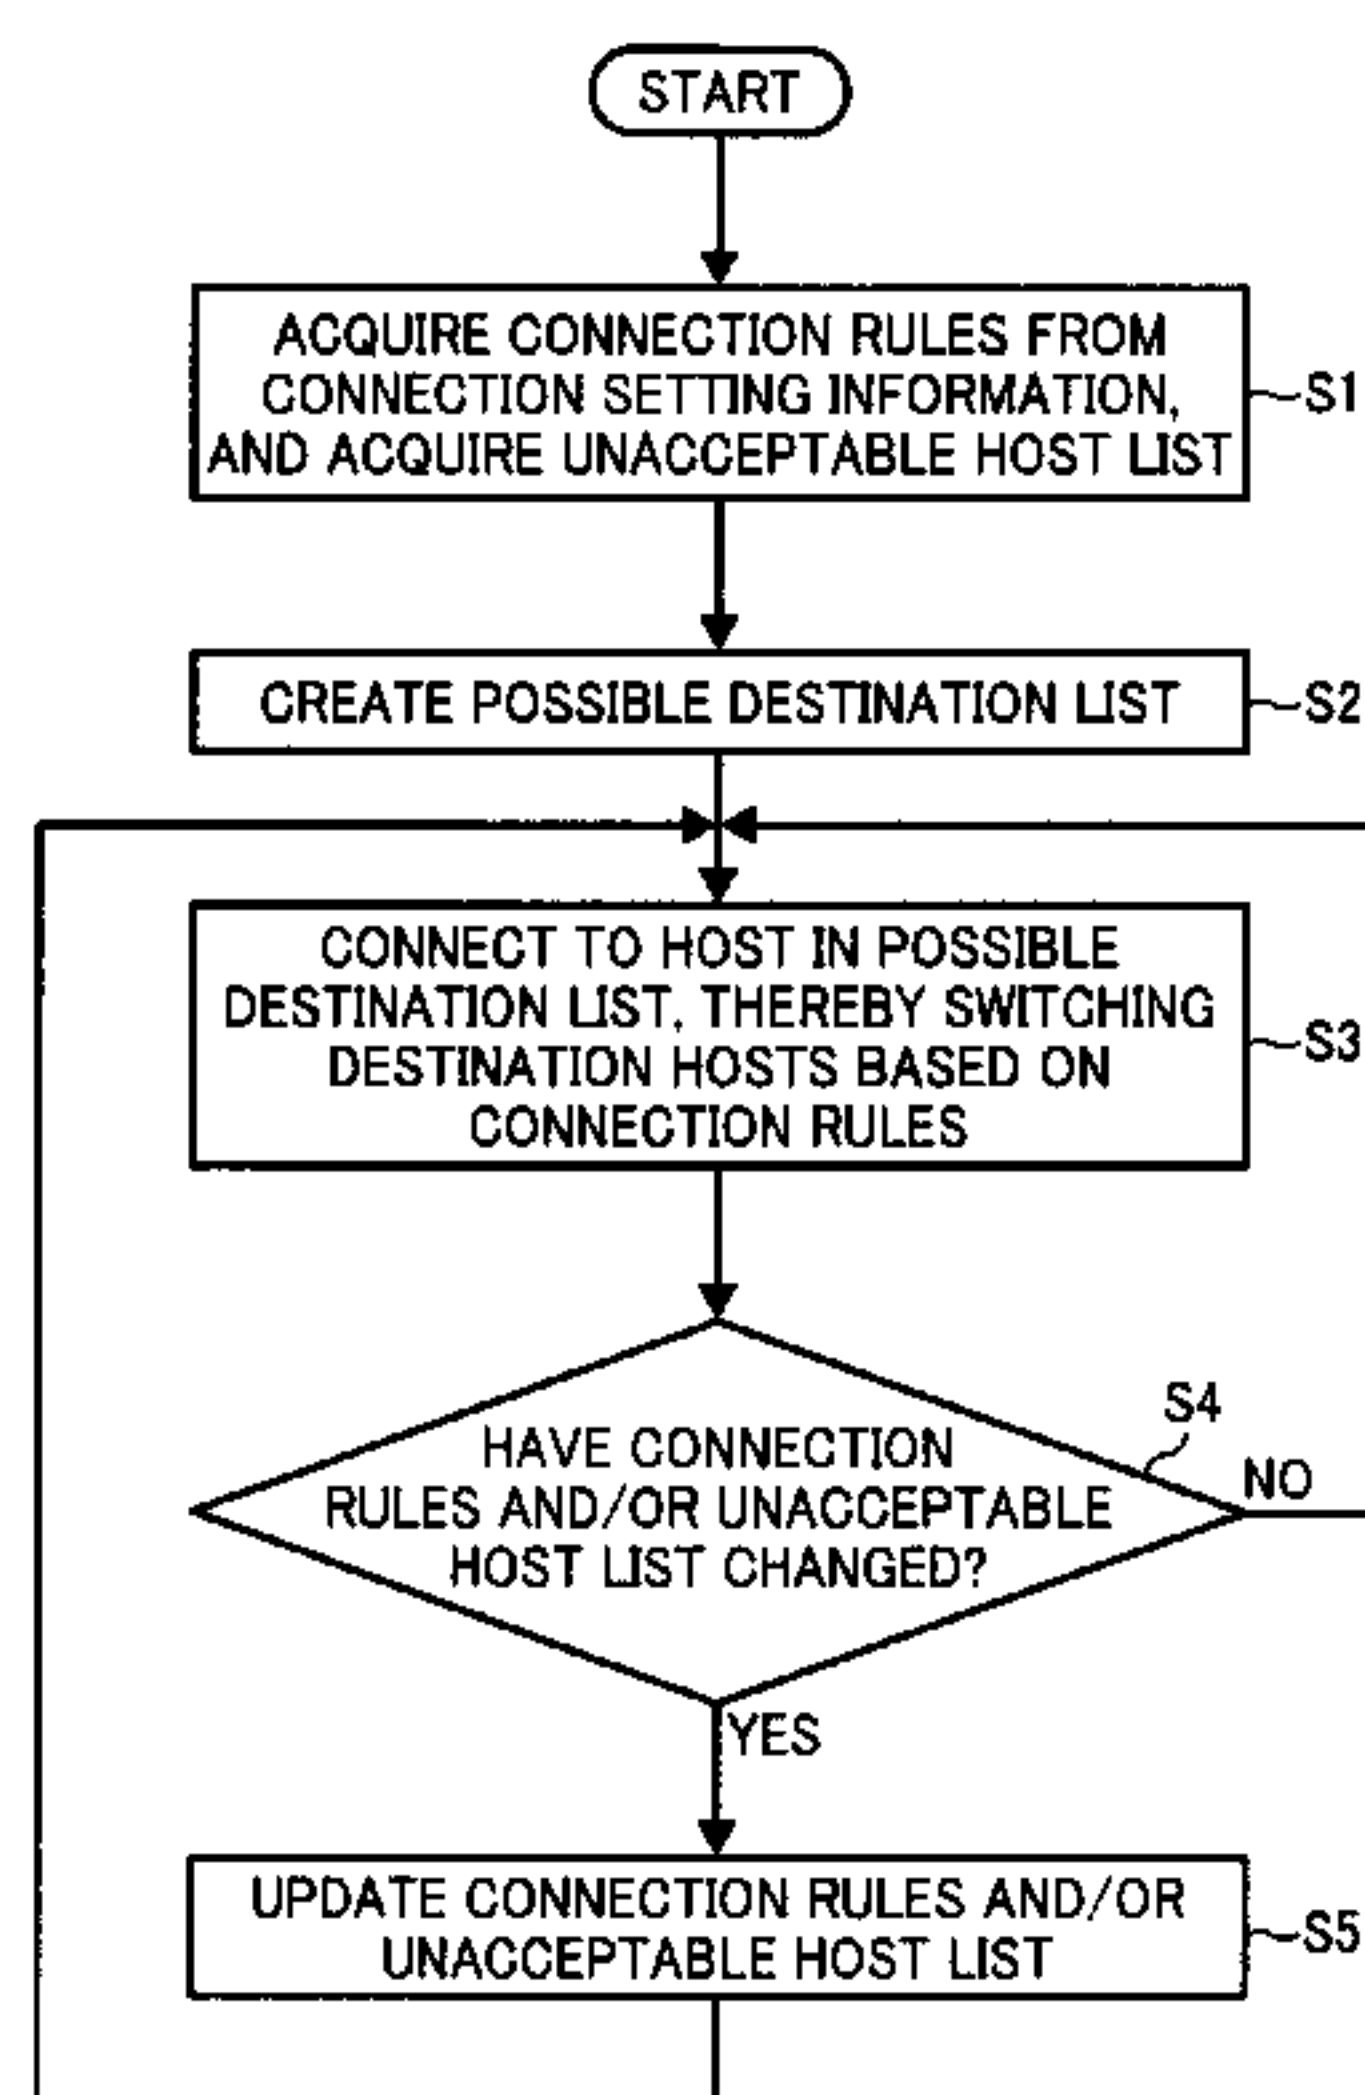 START
ACQUIRE CONNECTION RULES FROM
CONNECTION SETTING INFORMATION,
AND ACQUIRE UNACCEPTABLE HOST LIST
S1
CREATE POSSIBLE DESTINATION LIST
S2
CONNECT TO HOST IN POSSIBLE
DESTINATION LIST, THEREBY SWITCHING
DESTINATION HOSTS BASED ON
CONNECTION RULES
S3
S4
HAVE CONNECTION
RULES AND/OR UNACCEPTABLE
HOST LIST CHANGED?
NO
YES
UPDATE CONNECTION RULES AND/OR
UNACCEPTABLE HOST LIST
S5